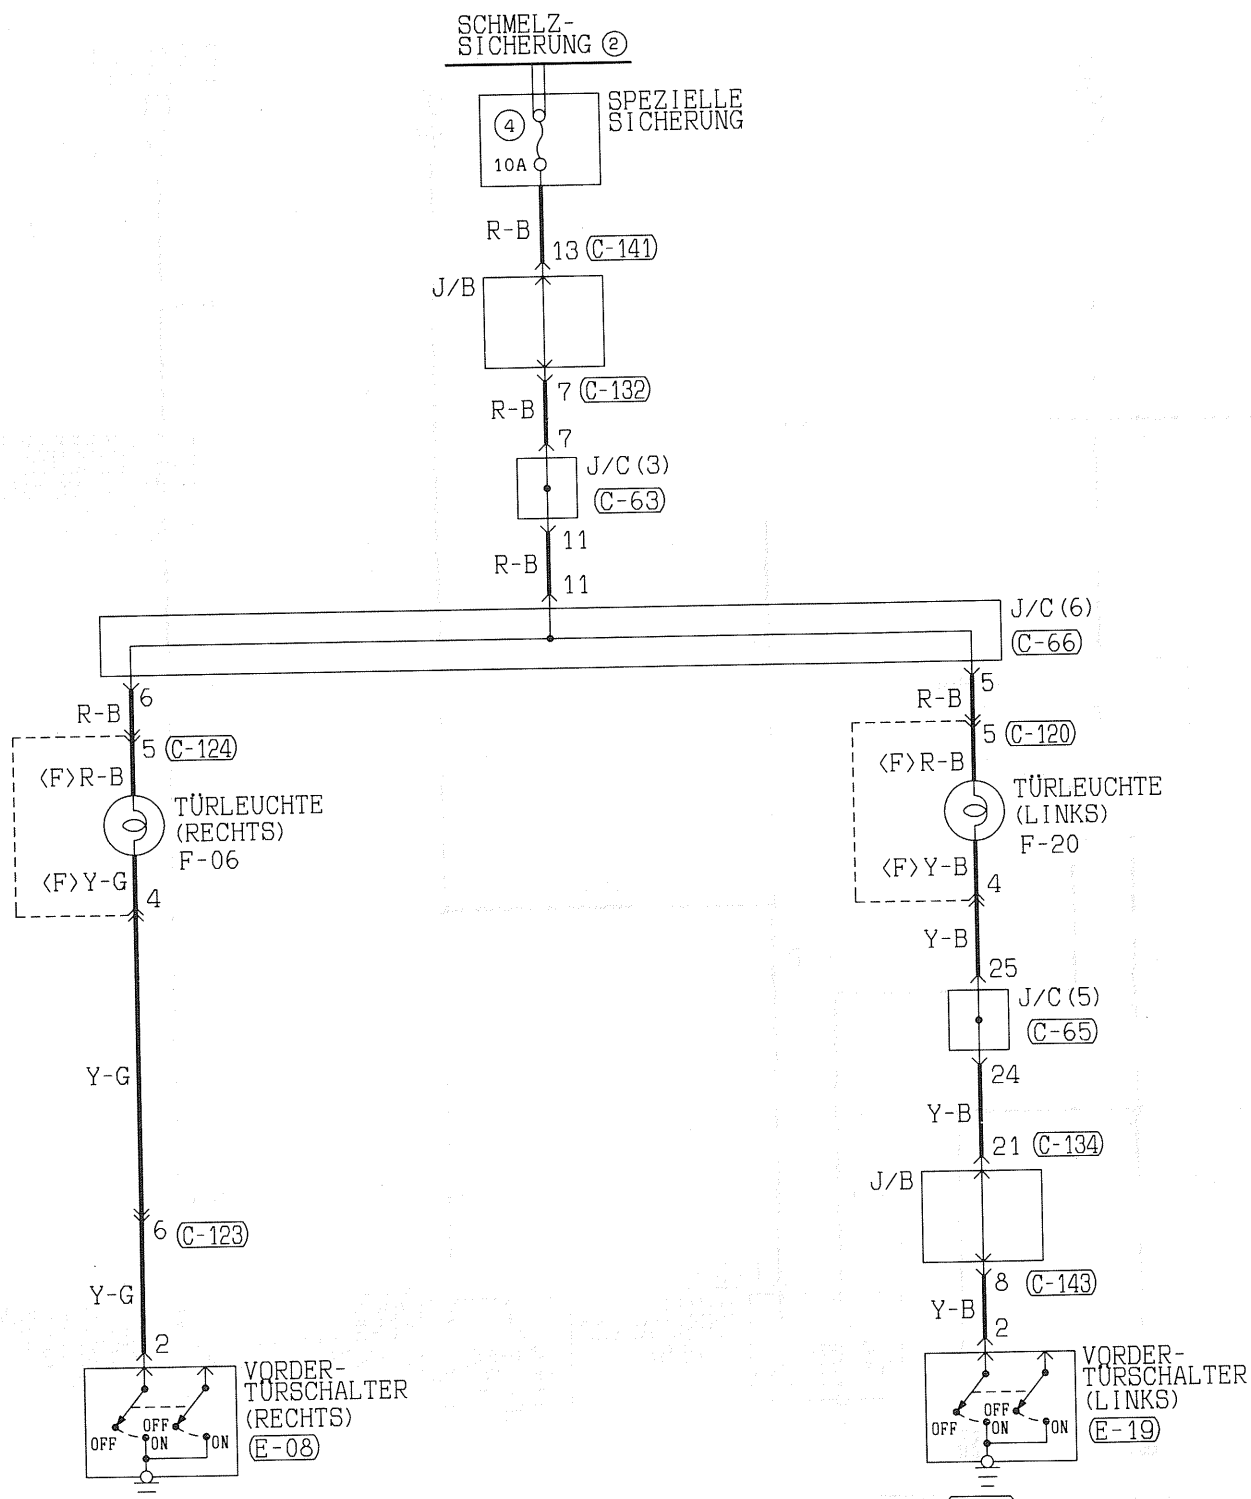 SCHMELZ-
SICHERUNG ②
SPEZIELLE
SICHERUNG
④
10A
R-B
13 C-141
J/B
7 C-132
R-B
7
J/C(3)
C-63
11
R-B
11
J/C(6)
C-66
6
R-B
5 C-124
<F>R-B
TÜRLEUCHTE
(RECHTS)
F-06
<F>Y-G
4
Y-G
6 C-123
Y-G
2
VORDER-
TÜRSCHALTER
(RECHTS)
E-08
OFF
OFF
ON
ON
5
R-B
5 C-120
<F>R-B
TÜRLEUCHTE
(LINKS)
F-20
<F>Y-B
4
Y-B
25
J/C(5)
C-65
24
Y-B
21 C-134
J/B
8 C-143
Y-B
2
VORDER-
TÜRSCHALTER
(LINKS)
E-19
OFF
OFF
ON
ON